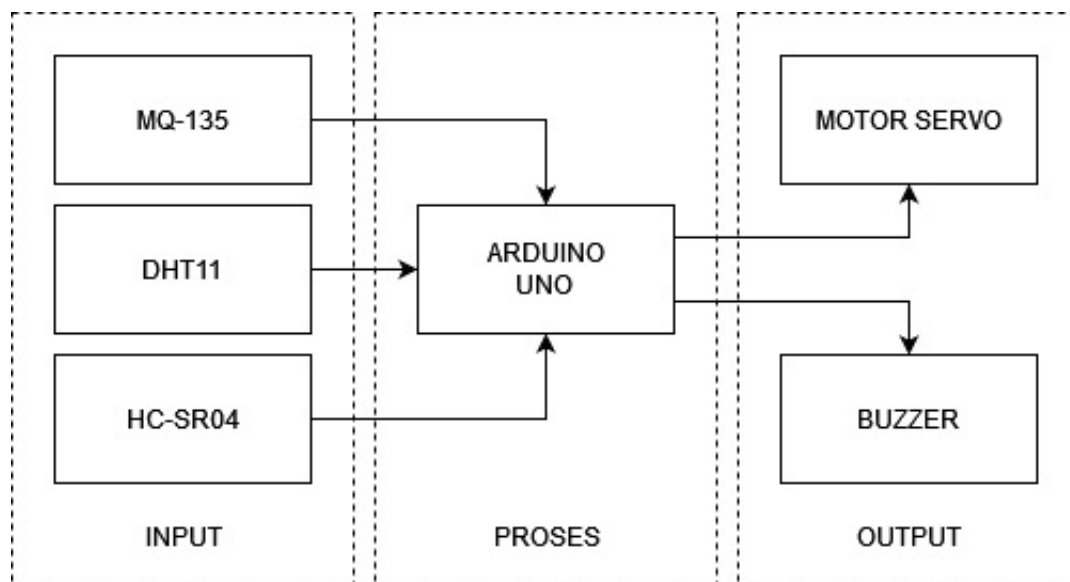 MQ-135
DHT11
HC-SR04
INPUT
ARDUINO
UNO
PROSES
MOTOR SERVO
BUZZER
OUTPUT